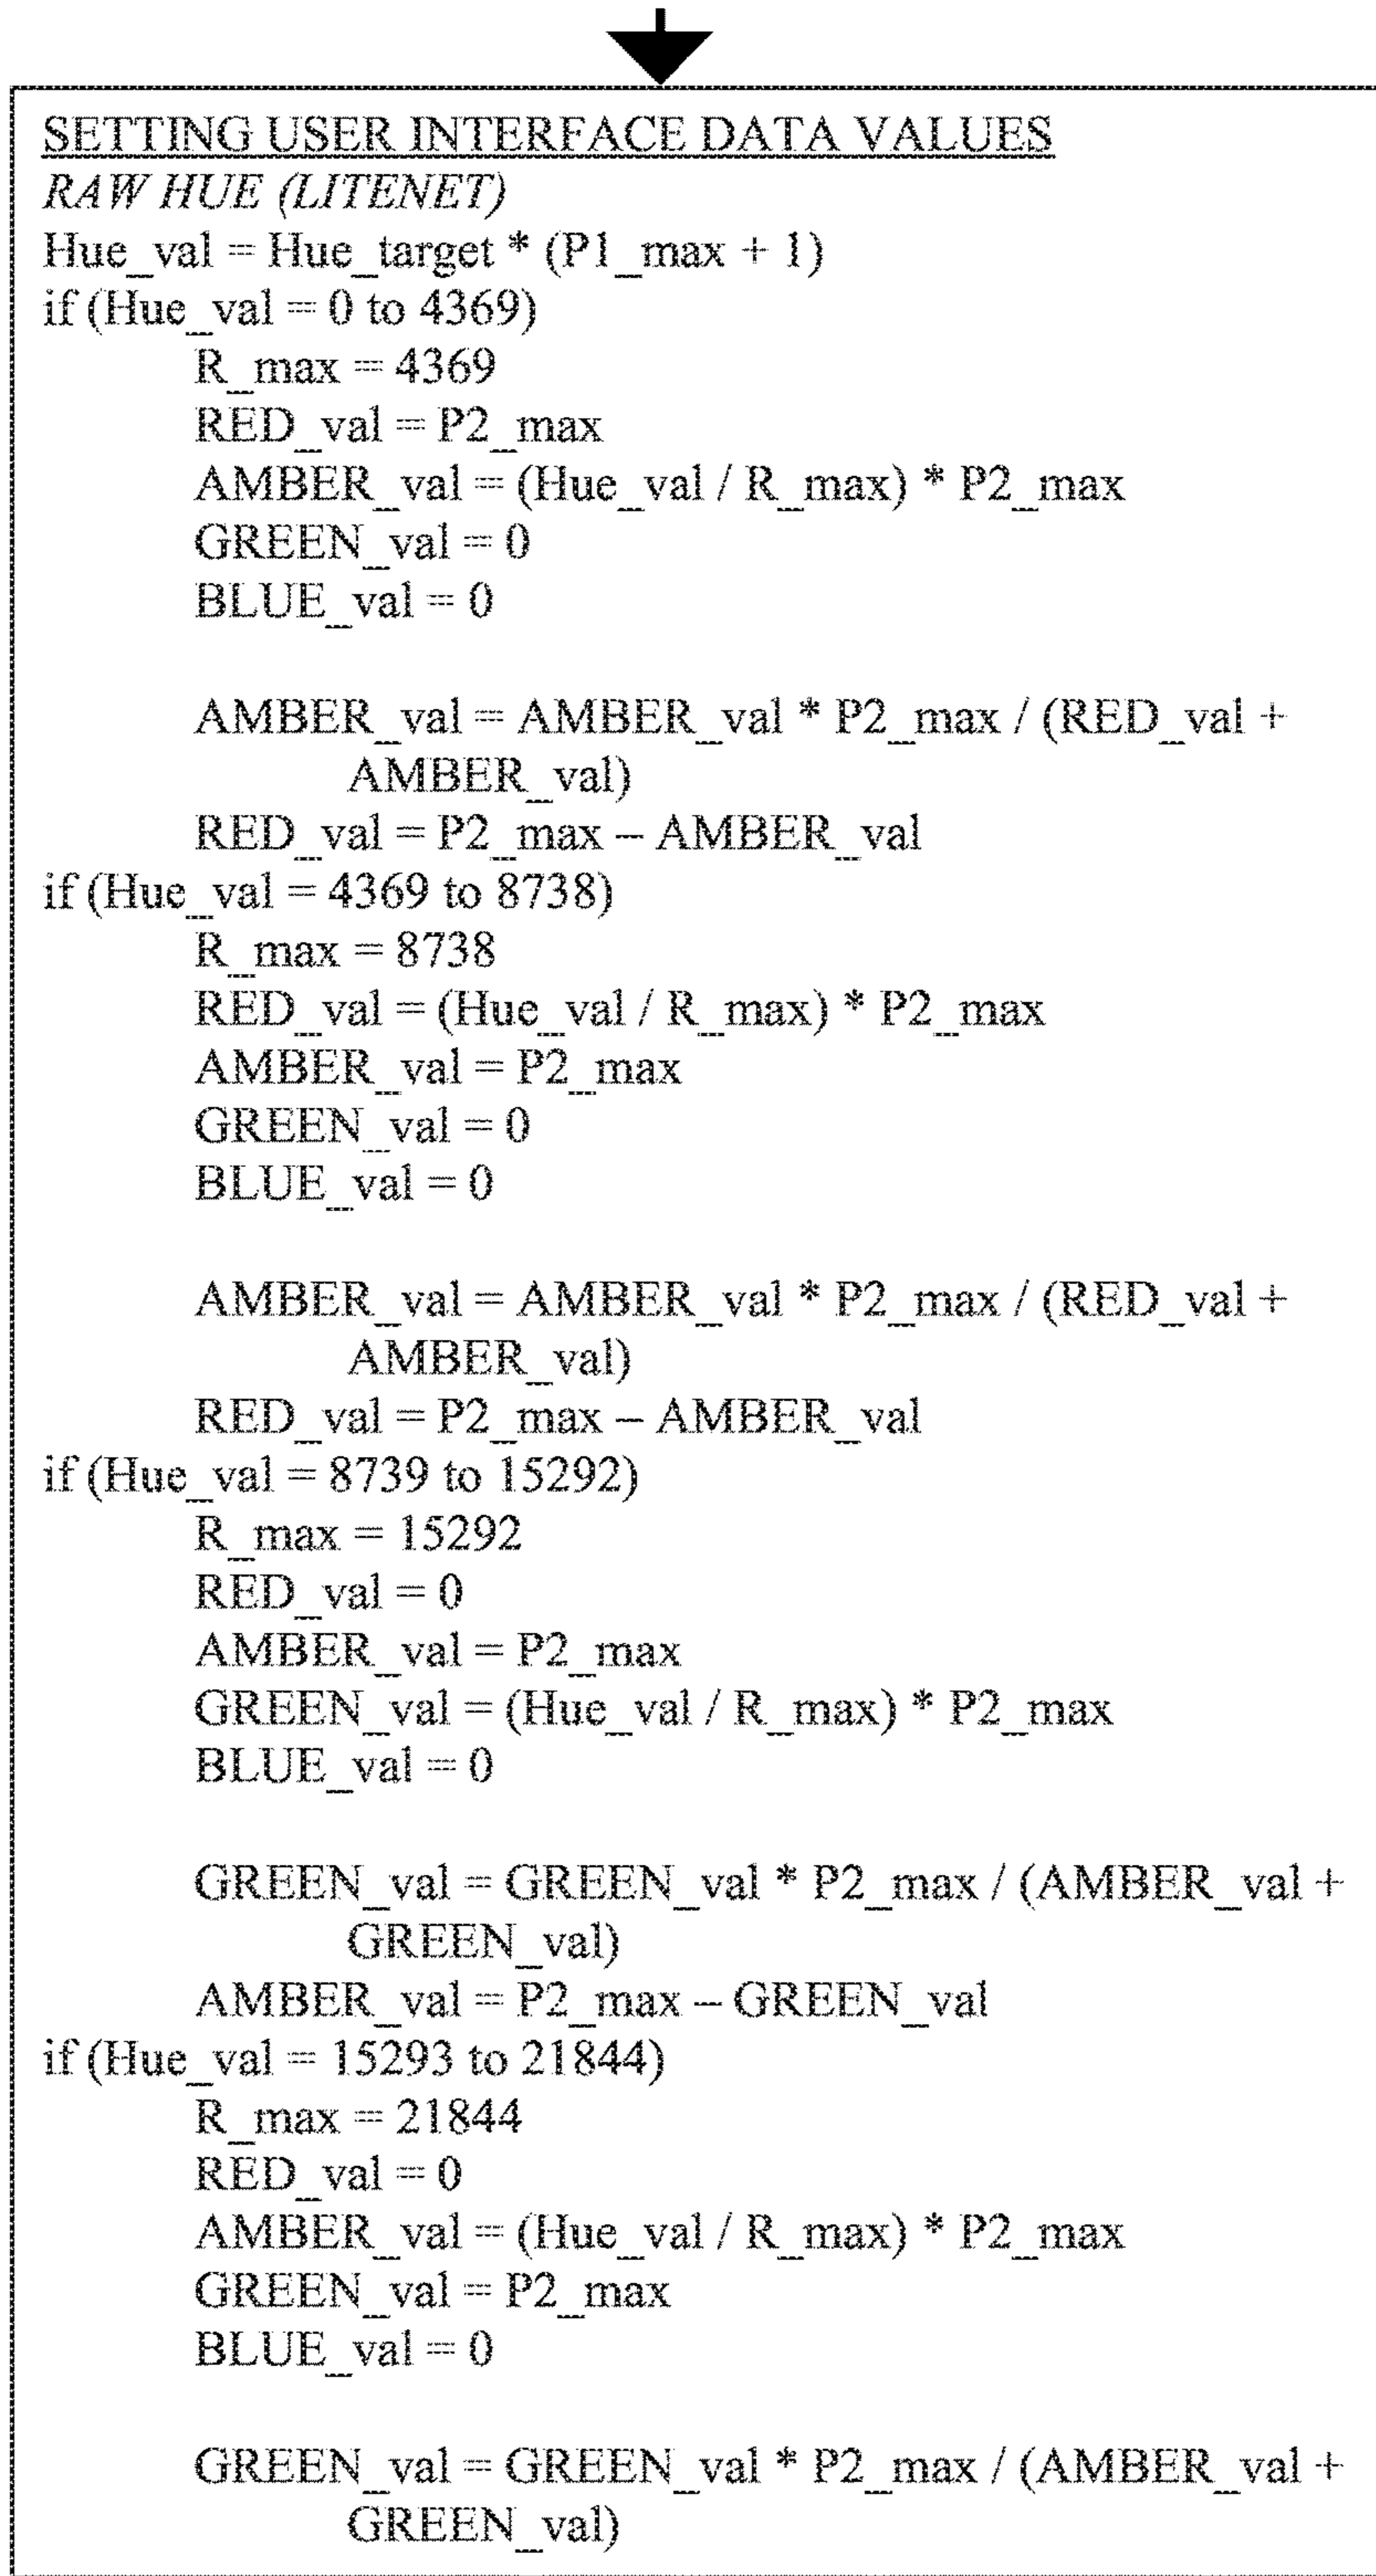 SETTING USER INTERFACE DATA VALUES
RAW HUE (LITENET)
Hue_val = Hue_target * (P1_max + 1)
if (Hue_val = 0 to 4369)
R_max = 4369
RED_val = P2_max
AMBER_val = (Hue_val / R_max) * P2_max
GREEN_val = 0
BLUE_val = 0
AMBER_val = AMBER_val * P2_max / (RED_val +
AMBER_val)
RED_val = P2_max – AMBER_val
if (Hue_val = 4369 to 8738)
R_max = 8738
RED_val = (Hue_val / R_max) * P2_max
AMBER_val = P2_max
GREEN_val = 0
BLUE_val = 0
AMBER_val = AMBER_val * P2_max / (RED_val +
AMBER_val)
RED_val = P2_max – AMBER_val
if (Hue_val = 8739 to 15292)
R_max = 15292
RED_val = 0
AMBER_val = P2_max
GREEN_val = (Hue_val / R_max) * P2_max
BLUE_val = 0
GREEN_val = GREEN_val * P2_max / (AMBER_val +
GREEN_val)
AMBER_val = P2_max – GREEN_val
if (Hue_val = 15293 to 21844)
R_max = 21844
RED_val = 0
AMBER_val = (Hue_val / R_max) * P2_max
GREEN_val = P2_max
BLUE_val = 0
GREEN_val = GREEN_val * P2_max / (AMBER_val +
GREEN_val)